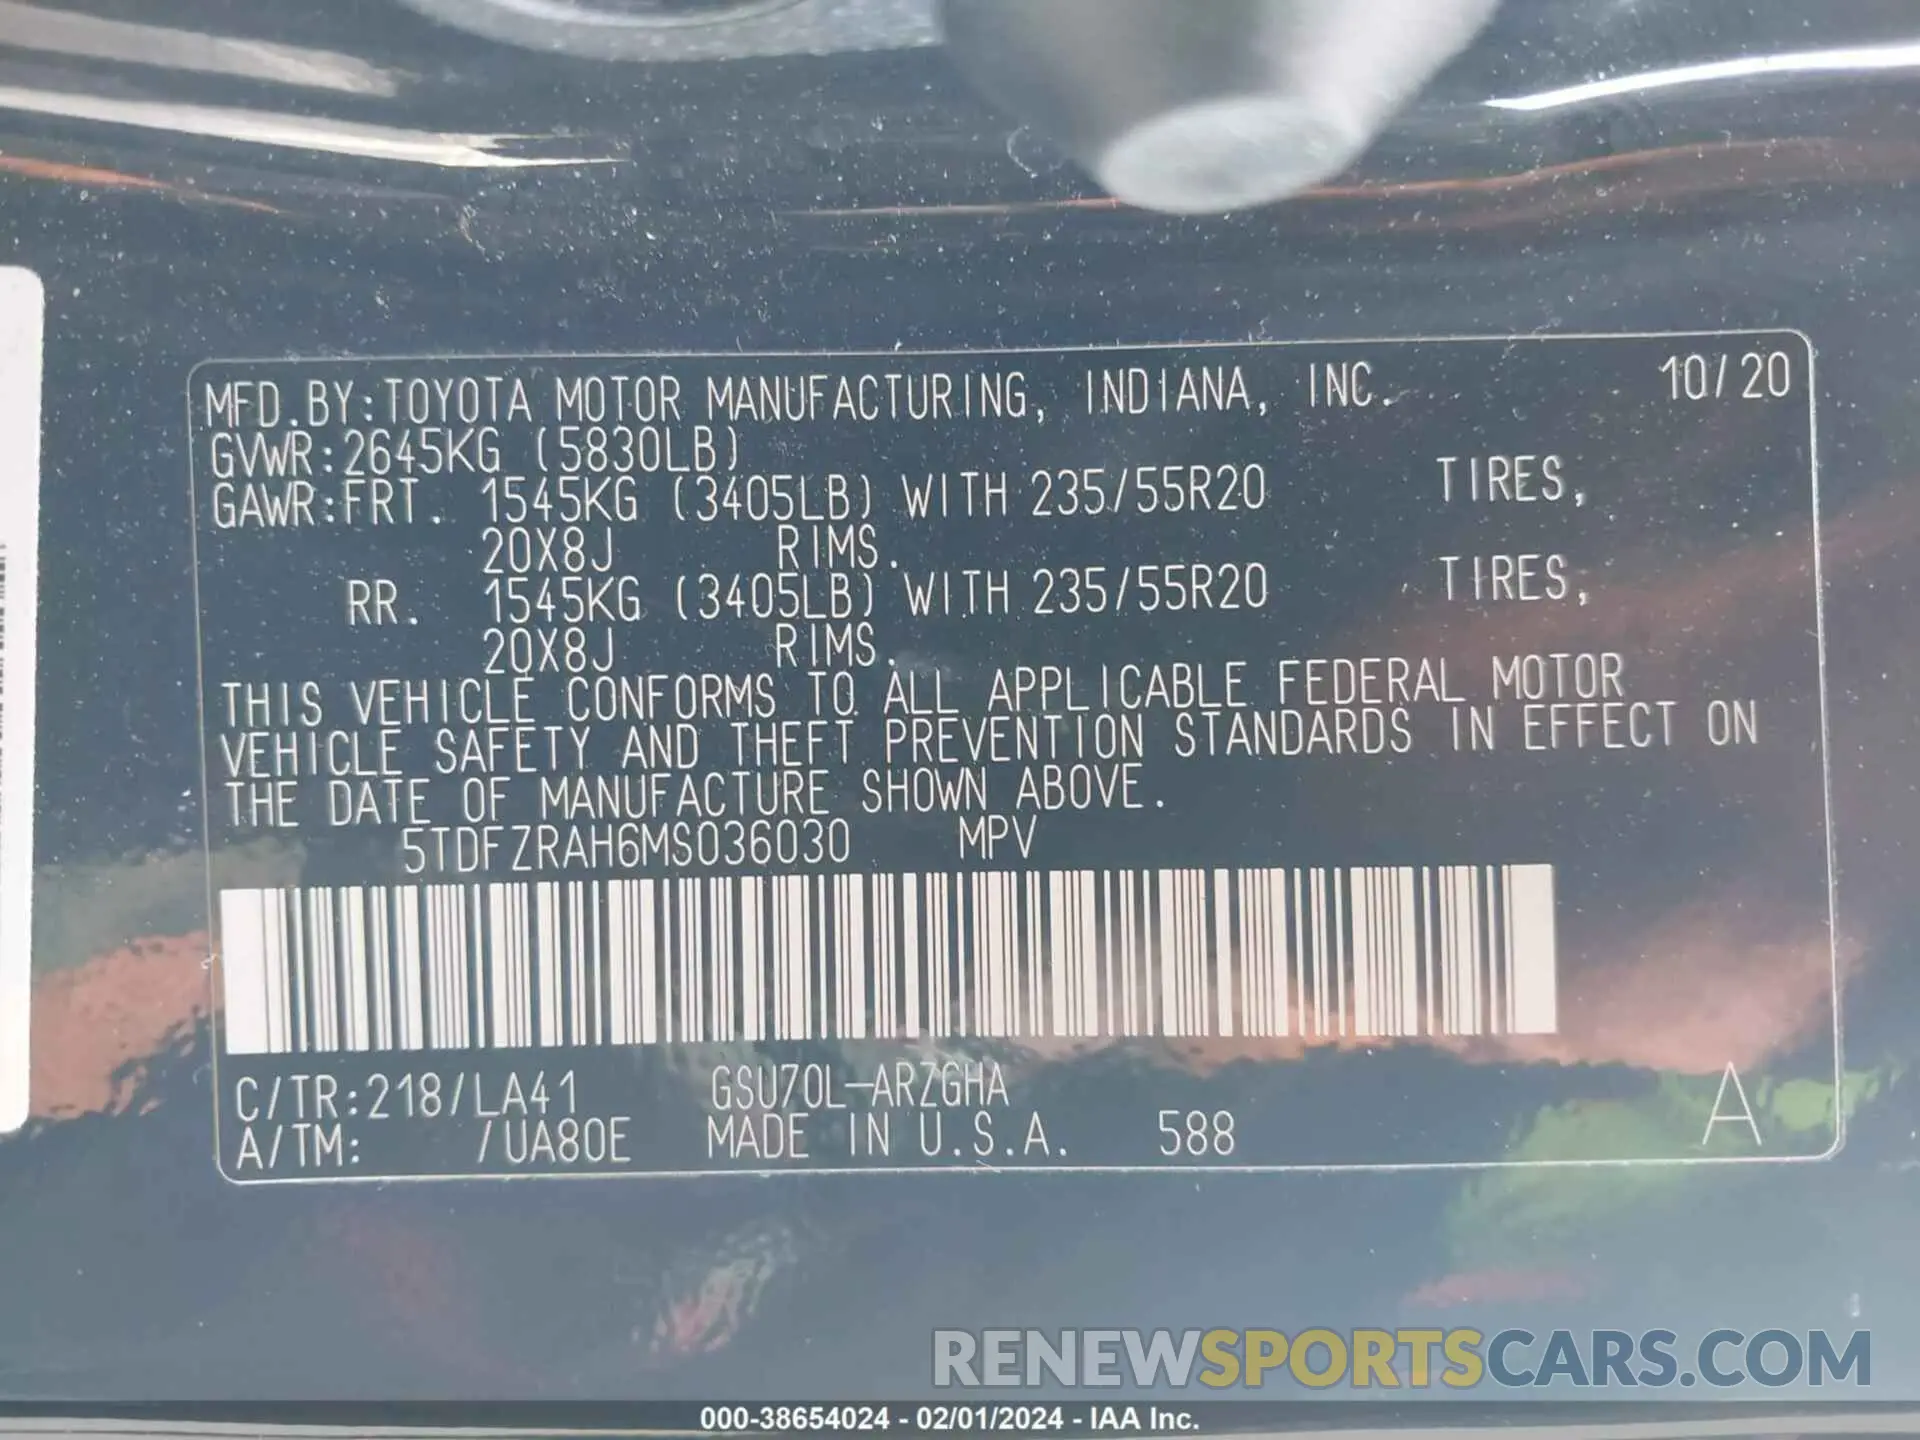 MFD.BY:TOYOTA MOTOR MANUFACTURING, INDIANA, INC. 10/20
GVWR:2645KG (5830LB)
GAWR:FRT. 1545KG (3405LB) WITH 235/55R20 TIRES,
20X8J RIMS.
RR. 1545KG (3405LB) WITH 235/55R20 TIRES,
20X8J RIMS.
THIS VEHICLE CONFORMS TO ALL APPLICABLE FEDERAL MOTOR
VEHICLE SAFETY AND THEFT PREVENTION STANDARDS IN EFFECT ON
THE DATE OF MANUFACTURE SHOWN ABOVE.
5TDFZRAH6MS036030 MPV
C/TR:218/LA41 GSU70L-ARZGHA
A/TM: /UA80E MADE IN U.S.A. 588 A
RENEWSPORTSCARS.COM
000-38654024 - 02/01/2024 - IAA Inc.